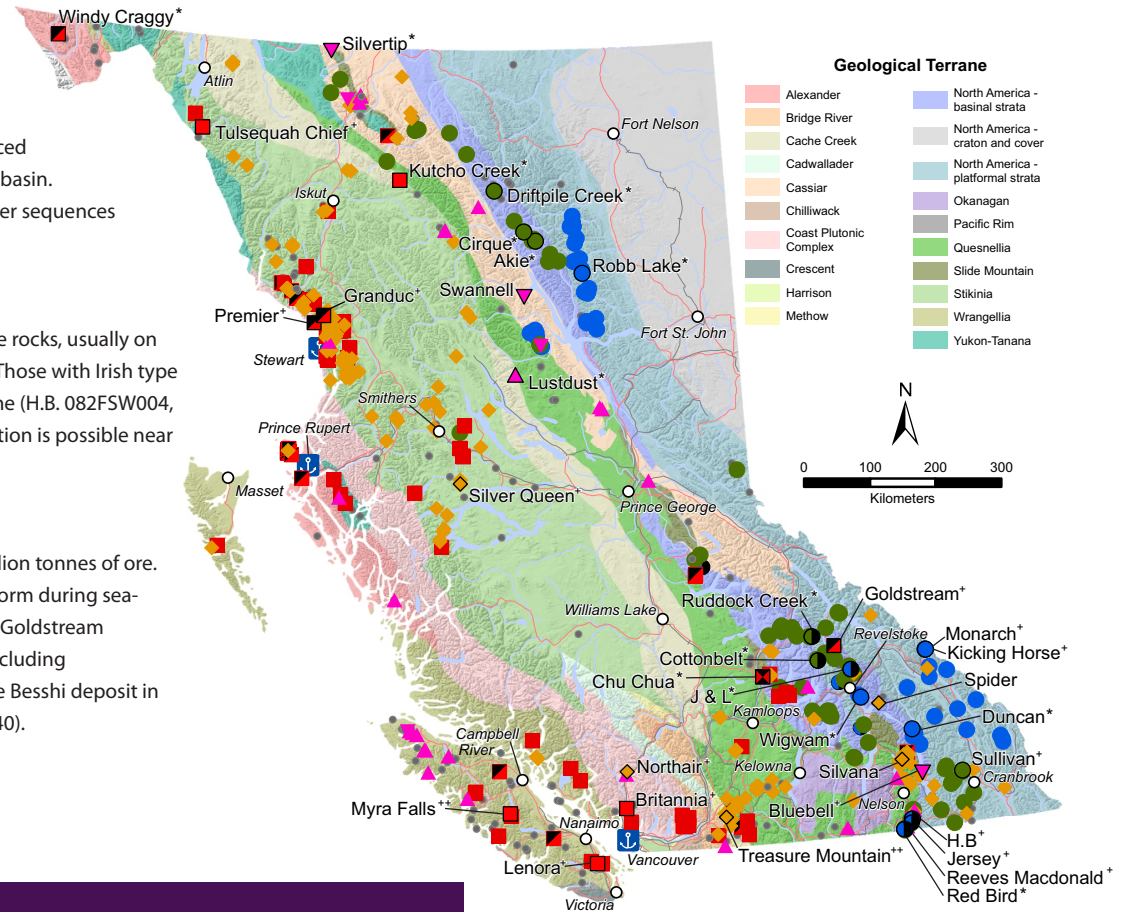 ced
basin.
er sequences
e rocks, usually on
Those with Irish type
ne (H.B. 082FSW004,
tion is possible near
lion tonnes of ore.
orm during sea-
Goldstream
cluding
e Besshi deposit in
40).
Windy Craggy*
Atlin
Silvertip*
Tulsequah Chief+
Kutcho Creek*
Driftpile Creek*
Iskut
Cirque*
Akie*
Robb Lake*
Fort Nelson
Swannell
Granduc+
Premier+
Fort St. John
Stewart
Lustdust*
Smithers
Prince Rupert
Masset
Silver Queen+
Prince George
Williams Lake
Ruddock Creek*
Goldstream+
Revelstoke
Monarch+
Kicking Horse+
Cottonbelt*
Chu Chua*
J & L*
Spider
Kamloops
Duncan*
Wigwam*
Campbell
River
Northair+
Kelowna
Silvana
Sullivan+
Cranbrook
Myra Falls++
Britannia+
Bluebell+
Nelson
Nanaimo
Vancouver
Treasure Mountain++
H.B+
Jersey+
Reeves Macdonald+
Red Bird*
Lenora+
Victoria
Geological Terrane
Alexander
Bridge River
Cache Creek
Cadwallader
Cassiar
Chilliwack
Coast Plutonic
Complex
Crescent
Harrison
Methow
North America -
basinal strata
North America -
craton and cover
North America -
platformal strata
Okanagan
Pacific Rim
Quesnellia
Slide Mountain
Stikinia
Wrangellia
Yukon-Tanana
N
0 100 200 300
Kilometers